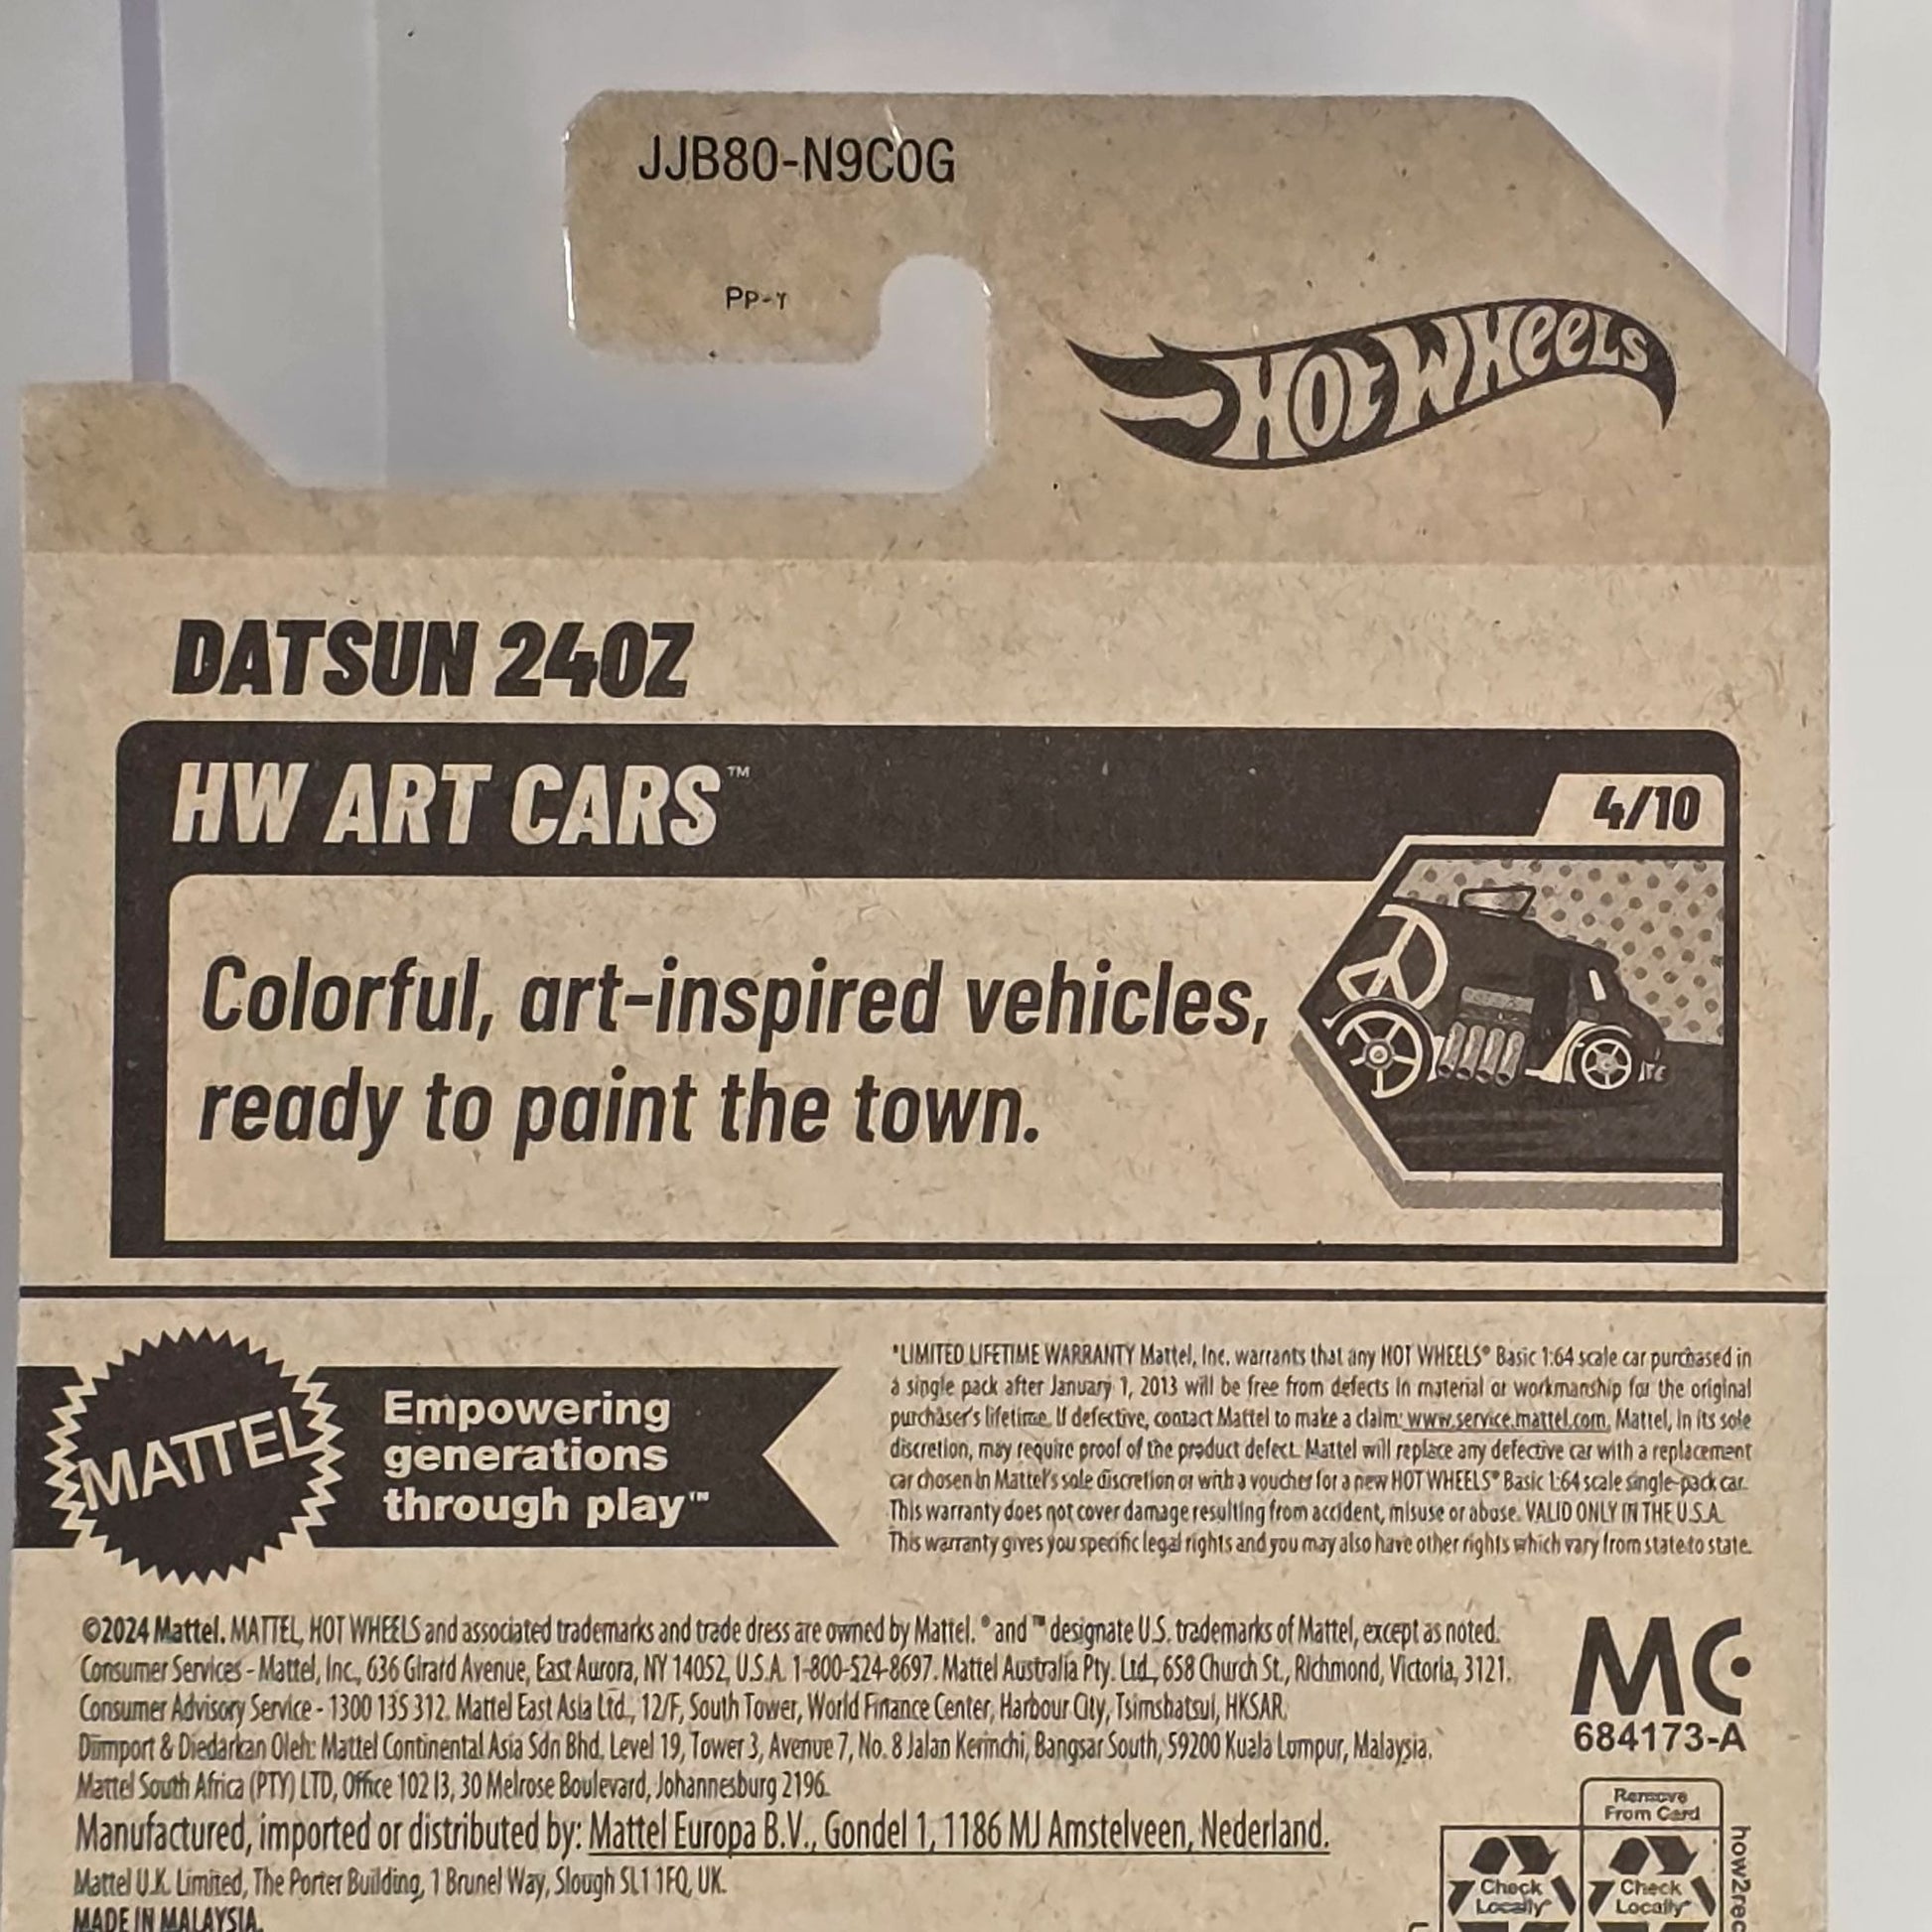 JJB80-N9C0G
PP-Y
HOT WHEELS
DATSUN 240Z
HW ART CARS™
4/10
Colorful, art-inspired vehicles,
ready to paint the town.
MATTEL
Empowering
generations
through play™
*LIMITED LIFETIME WARRANTY Mattel, Inc. warrants that any HOT WHEELS® Basic 1:64 scale car purchased in
a single pack after January 1, 2013 will be free from defects in material or workmanship for the original
purchaser's lifetime. If defective, contact Mattel to make a claim: www.service.mattel.com. Mattel, in its sole
discretion, may require proof of the product defect. Mattel will replace any defective car with a replacement
car chosen in Mattel's sole discretion or with a voucher for a new HOT WHEELS® Basic 1:64 scale single-pack car.
This warranty does not cover damage resulting from accident, misuse or abuse. VALID ONLY IN THE U.S.A.
This warranty gives you specific legal rights and you may also have other rights which vary from state to state.
©2024 Mattel. MATTEL, HOT WHEELS and associated trademarks and trade dress are owned by Mattel. ® and ™ designate U.S. trademarks of Mattel, except as noted.
Consumer Services - Mattel, Inc., 636 Girard Avenue, East Aurora, NY 14052, U.S.A. 1-800-524-8697. Mattel Australia Pty. Ltd., 658 Church St., Richmond, Victoria, 3121.
Consumer Advisory Service - 1300 135 312. Mattel East Asia Ltd., 12/F, South Tower, World Finance Center, Harbour City, Tsimshatsui, HKSAR.
Diimport & Diedarkan Oleh: Mattel Continental Asia Sdn Bhd. Level 19, Tower 3, Avenue 7, No. 8 Jalan Kerinchi, Bangsar South, 59200 Kuala Lumpur, Malaysia.
Mattel South Africa (PTY) LTD, Office 102 I3, 30 Melrose Boulevard, Johannesburg 2196.
Manufactured, imported or distributed by: Mattel Europa B.V., Gondel 1, 1186 MJ Amstelveen, Nederland.
Mattel U.K. Limited, The Porter Building, 1 Brunel Way, Slough SL1 1FQ, UK.
MADE IN MALAYSIA.
MC
684173-A
Remove
From Card
Check
Locally
Check
Locally